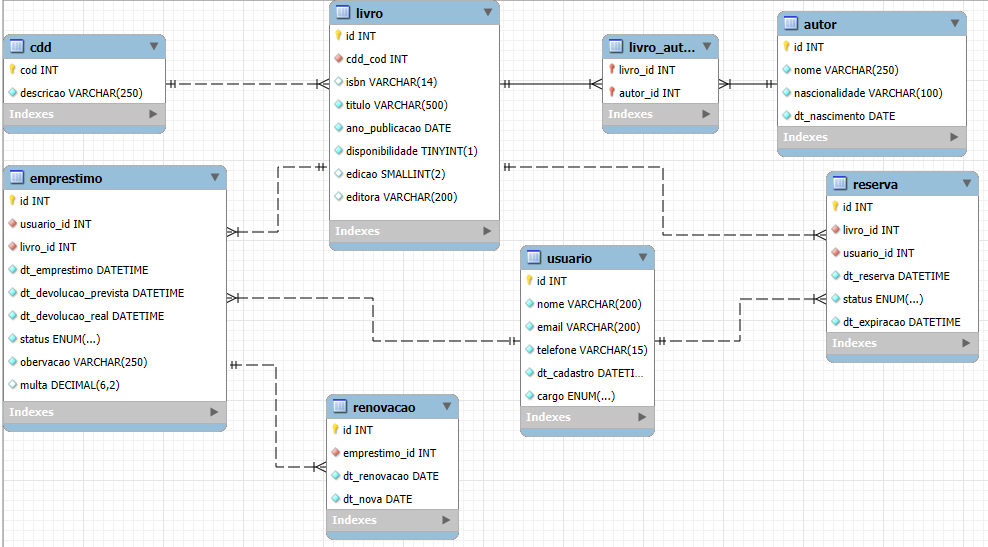 cdd
cod INT
descricao VARCHAR(250)
Indexes
livro
id INT
cdd_cod INT
isbn VARCHAR(14)
titulo VARCHAR(500)
ano_publicacao DATE
disponibilidade TINYINT(1)
edicao SMALLINT(2)
editora VARCHAR(200)
Indexes
livro_aut...
livro_id INT
autor_id INT
Indexes
autor
id INT
nome VARCHAR(250)
nascionalidade VARCHAR(100)
dt_nascimento DATE
Indexes
emprestimo
id INT
usuario_id INT
livro_id INT
dt_emprestimo DATETIME
dt_devolucao_prevista DATETIME
dt_devolucao_real DATETIME
status ENUM(...)
obervacao VARCHAR(250)
multa DECIMAL(6,2)
Indexes
usuario
id INT
nome VARCHAR(200)
email VARCHAR(200)
telefone VARCHAR(15)
dt_cadastro DATETI...
cargo ENUM(...)
Indexes
reserva
id INT
livro_id INT
usuario_id INT
dt_reserva DATETIME
status ENUM(...)
dt_expiracao DATETIME
Indexes
renovacao
id INT
emprestimo_id INT
dt_renovacao DATE
dt_nova DATE
Indexes